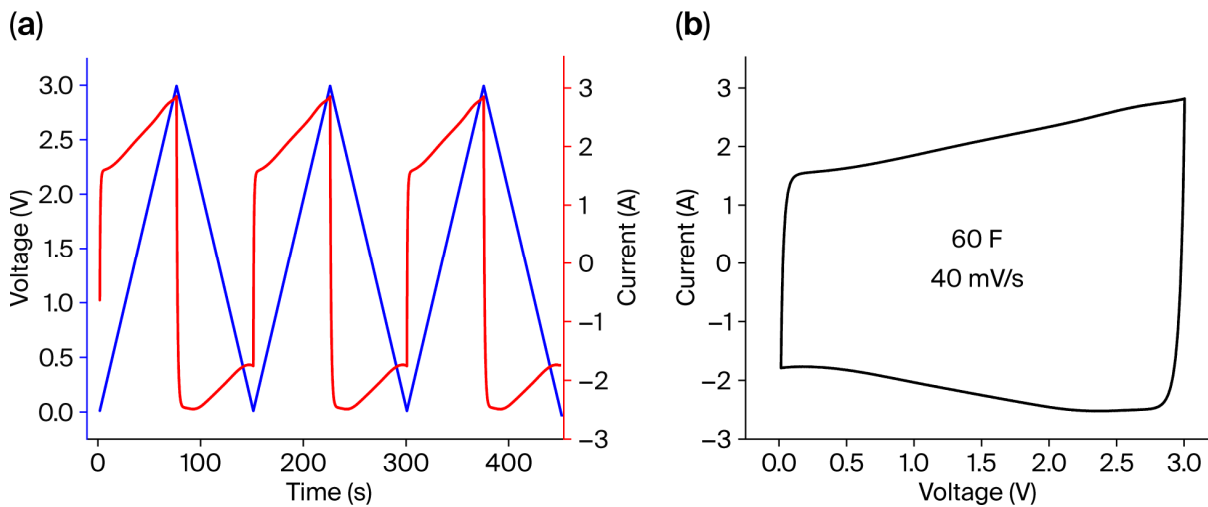 (a)
Voltage (V)
3.0
2.5
2.0
1.5
1.0
0.5
0.0
0 100 200 300 400
Time (s)
3
2
1
0
−1
−2
−3
Current (A)
(b)
Current (A)
3
2
1
0
−1
−2
−3
60 F
40 mV/s
0.0 0.5 1.0 1.5 2.0 2.5 3.0
Voltage (V)